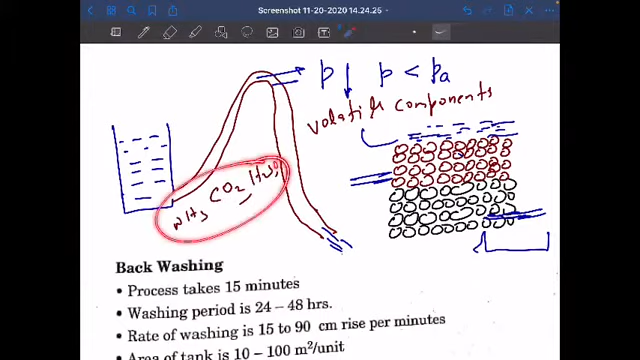 Screenshot 11-20-2020 14.24.25
p p < pa
volatile components
NH3 CO2 H2S
Back Washing
• Process takes 15 minutes
• Washing period is 24 – 48 hrs.
• Rate of washing is 15 to 90 cm rise per minutes
• Area of tank is 10 – 100 m²/unit